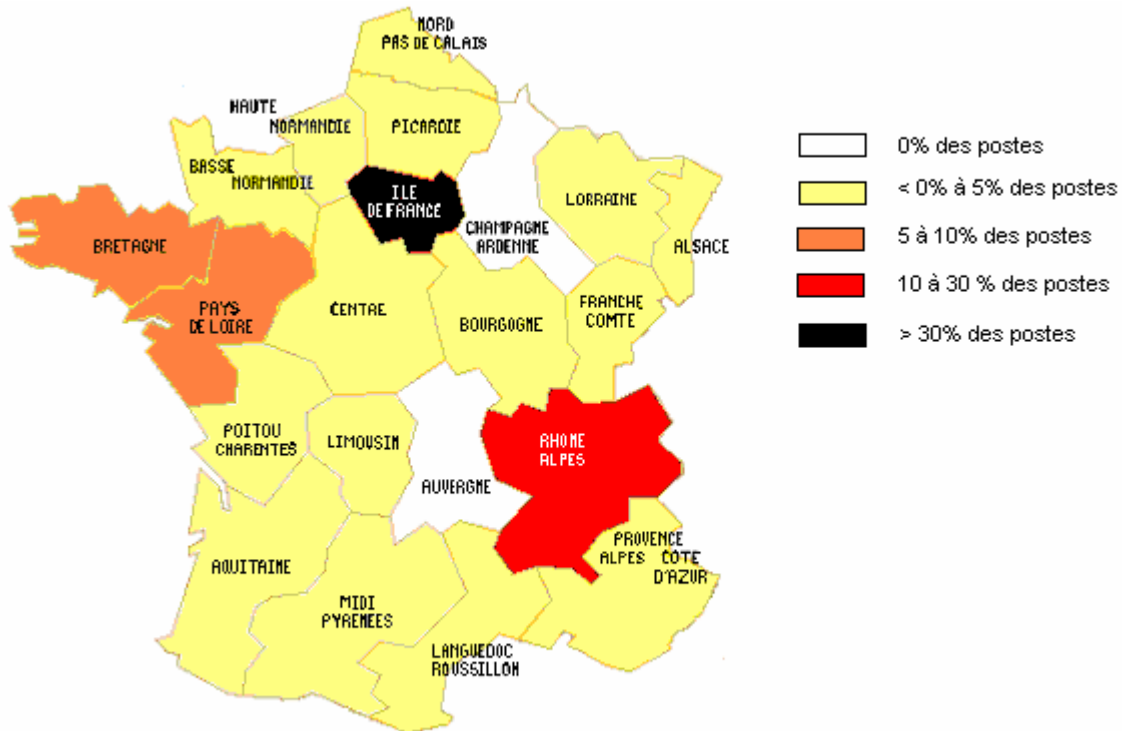 NORD
PAS DE CALAIS
HAUTE
NORMANDIE
PICARDIE
BASSE
NORMANDIE
ILE
DE FRANCE
LORRAINE
CHAMPAGNE
ARDENNE
ALSACE
BRETAGNE
PAYS
DE LOIRE
CENTRE
BOURGOGNE
FRANCHE
COMTE
POITOU
CHARENTES
LIMOUSIN
RHONE
ALPES
AUVERGNE
PROVENCE
ALPES COTE
D'AZUR
AQUITAINE
MIDI
PYRENEES
LANGUEDOC
ROUSSILLON
0% des postes
< 0% à 5% des postes
5 à 10% des postes
10 à 30 % des postes
> 30% des postes